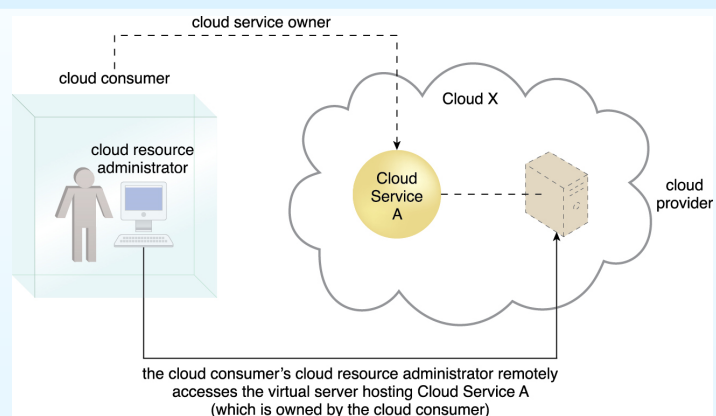 cloud service owner
cloud consumer
Cloud X
cloud resource
administrator
Cloud
Service
A
cloud
provider
the cloud consumer’s cloud resource administrator remotely
accesses the virtual server hosting Cloud Service A
(which is owned by the cloud consumer)